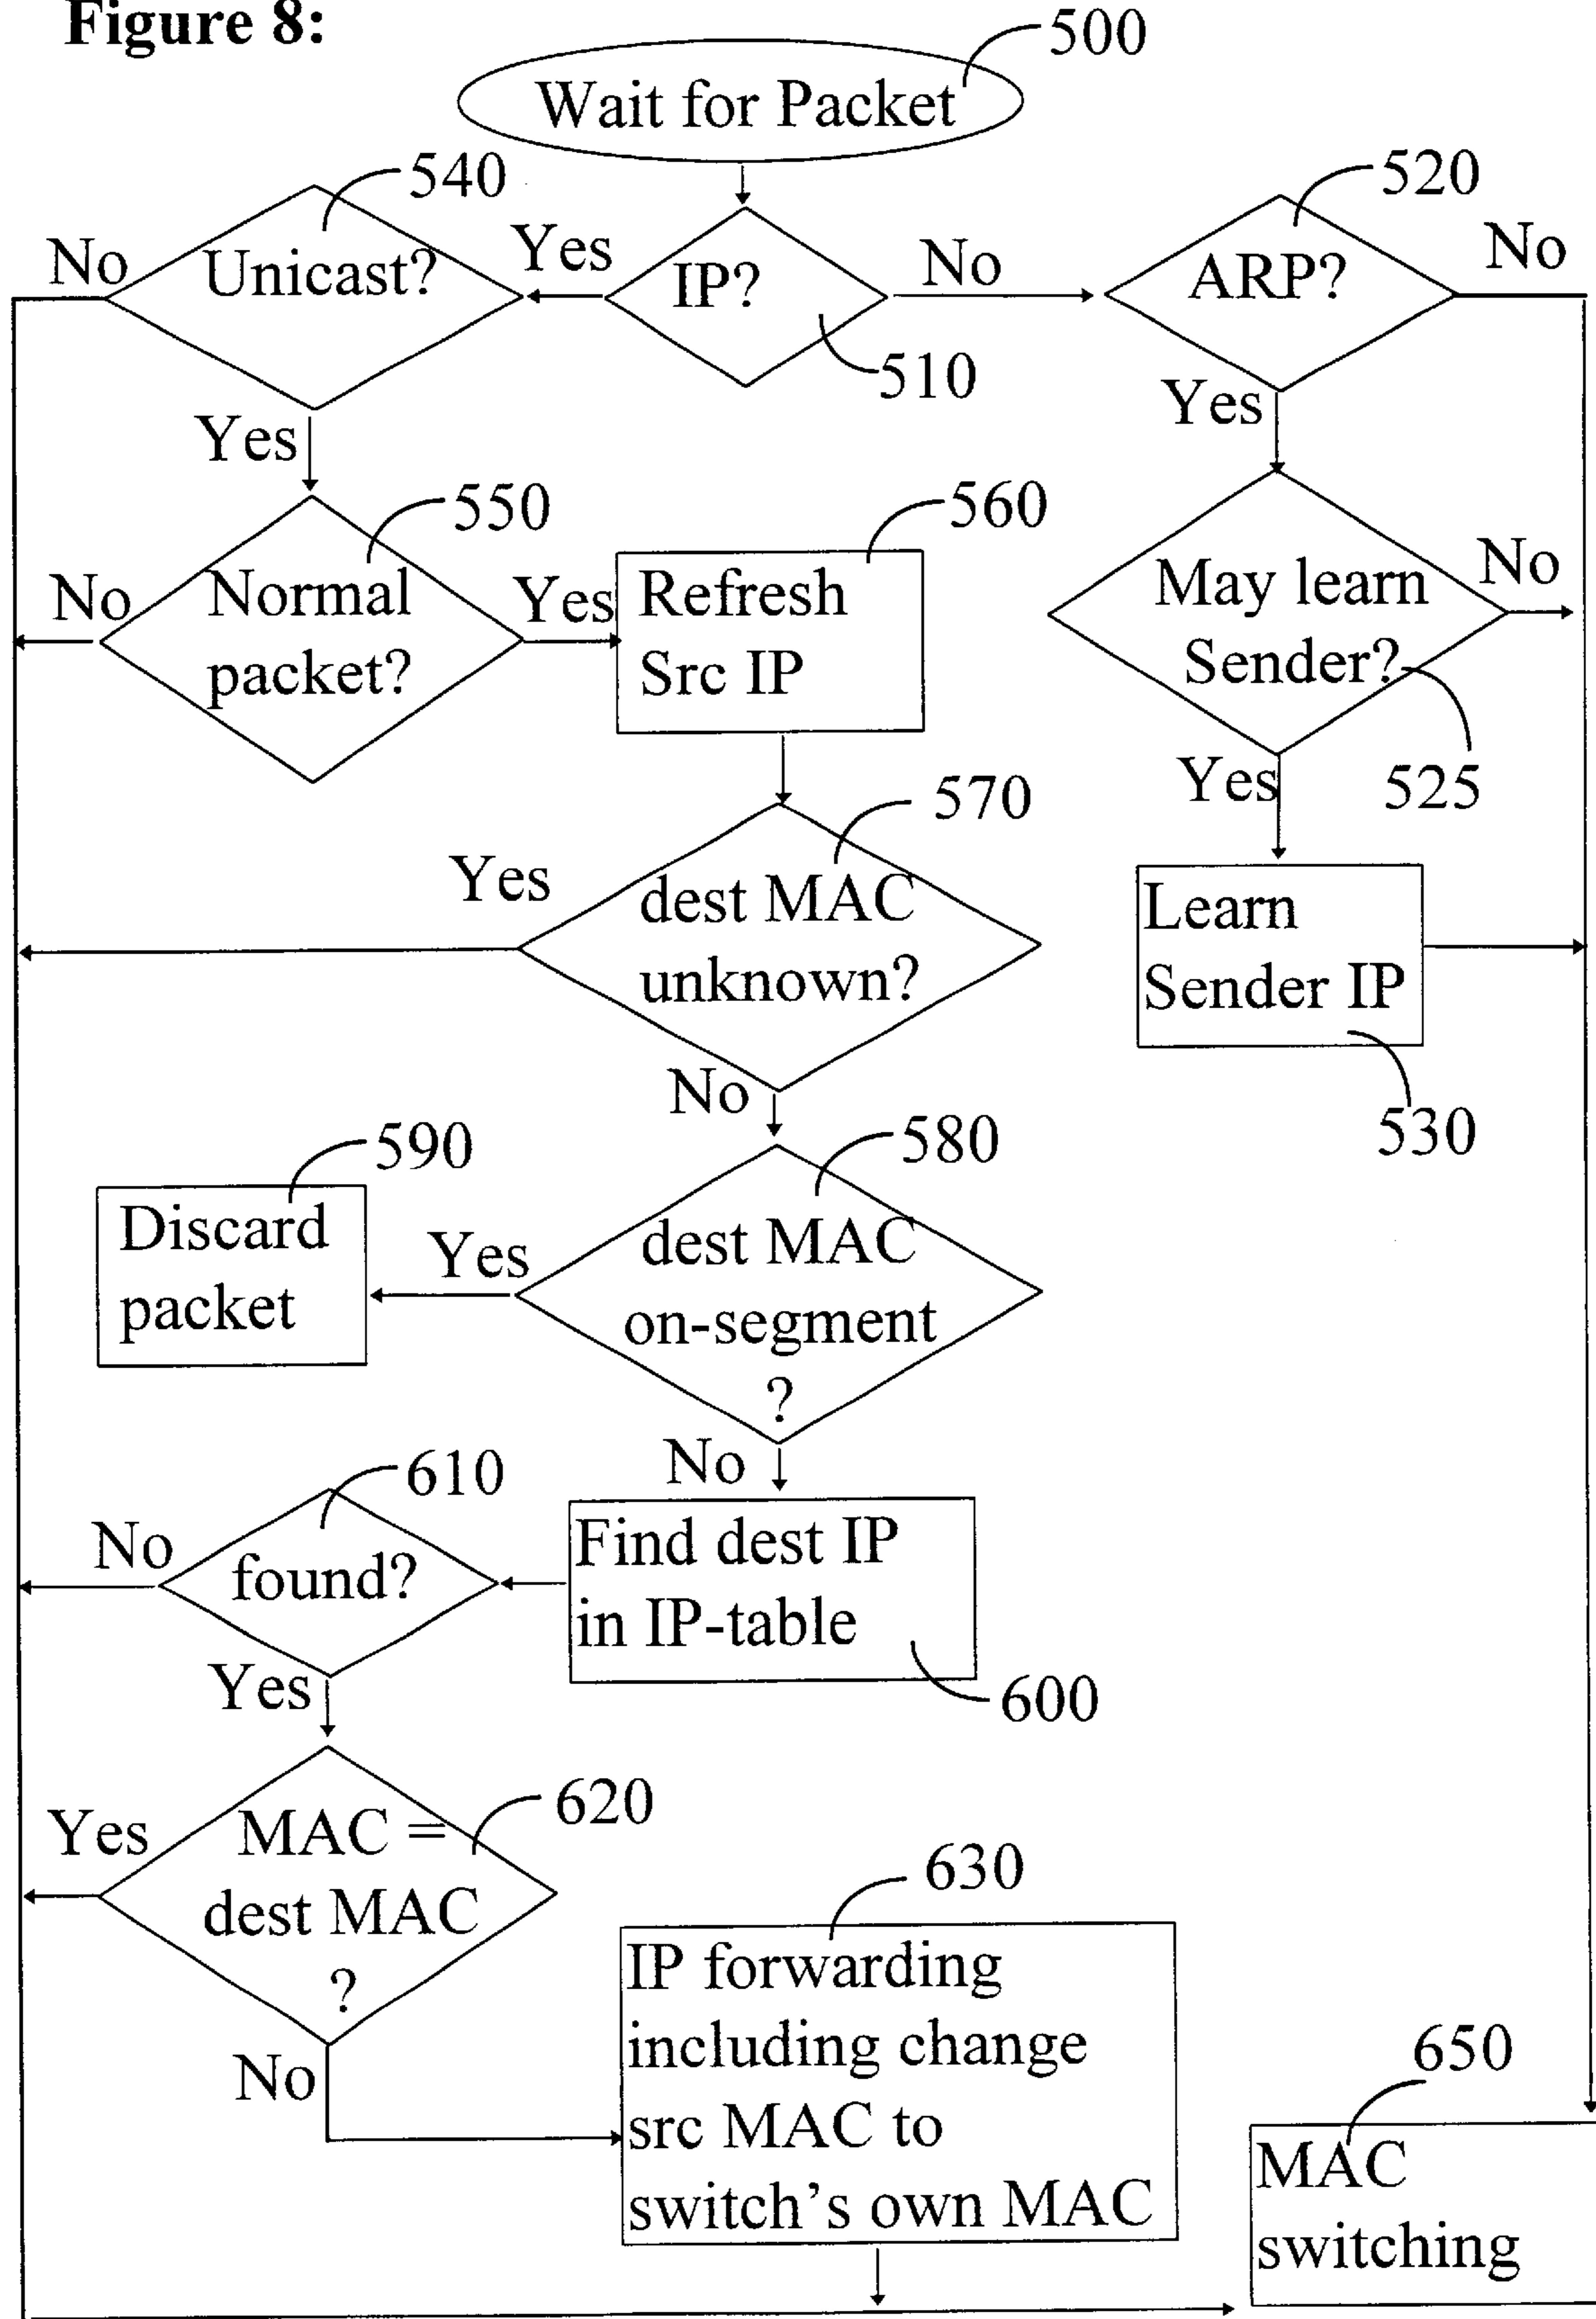 Figure 8:
500
Wait for Packet
540
520
No
Unicast?
Yes
IP?
No
ARP?
No
510
Yes
Yes
550
560
No
Normal
packet?
Yes
Refresh
Src IP
May learn
Sender?
No
525
Yes
570
Yes
dest MAC
unknown?
Learn
Sender IP
No
530
590
580
Discard
packet
Yes
dest MAC
on-segment
?
No
610
No
found?
Find dest IP
in IP-table
Yes
600
620
Yes
MAC =
dest MAC
?
630
No
IP forwarding
including change
src MAC to
switch's own MAC
650
MAC
switching